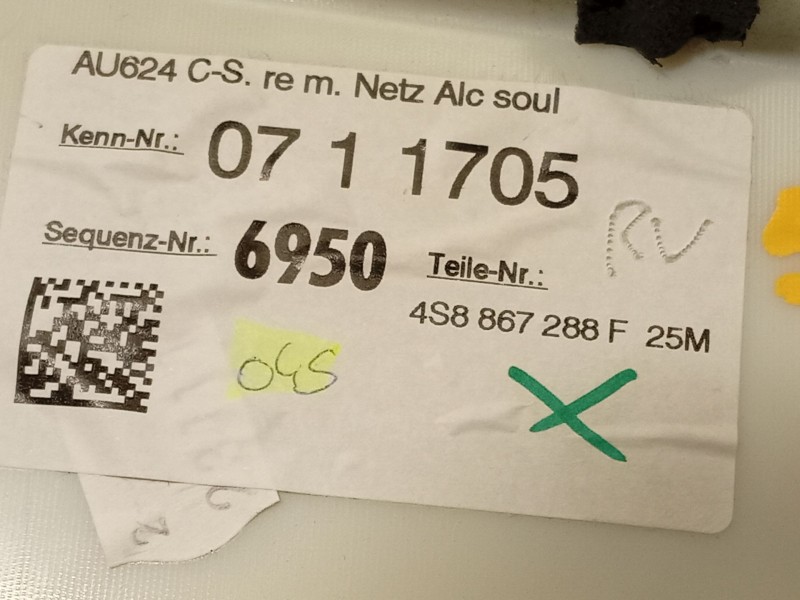 AU624 C-S. re m. Netz Alc soul
Kenn-Nr.: 07 1 1705
RV
Sequenz-Nr.: 6950
Teile-Nr.:
4S8 867 288 F 25M